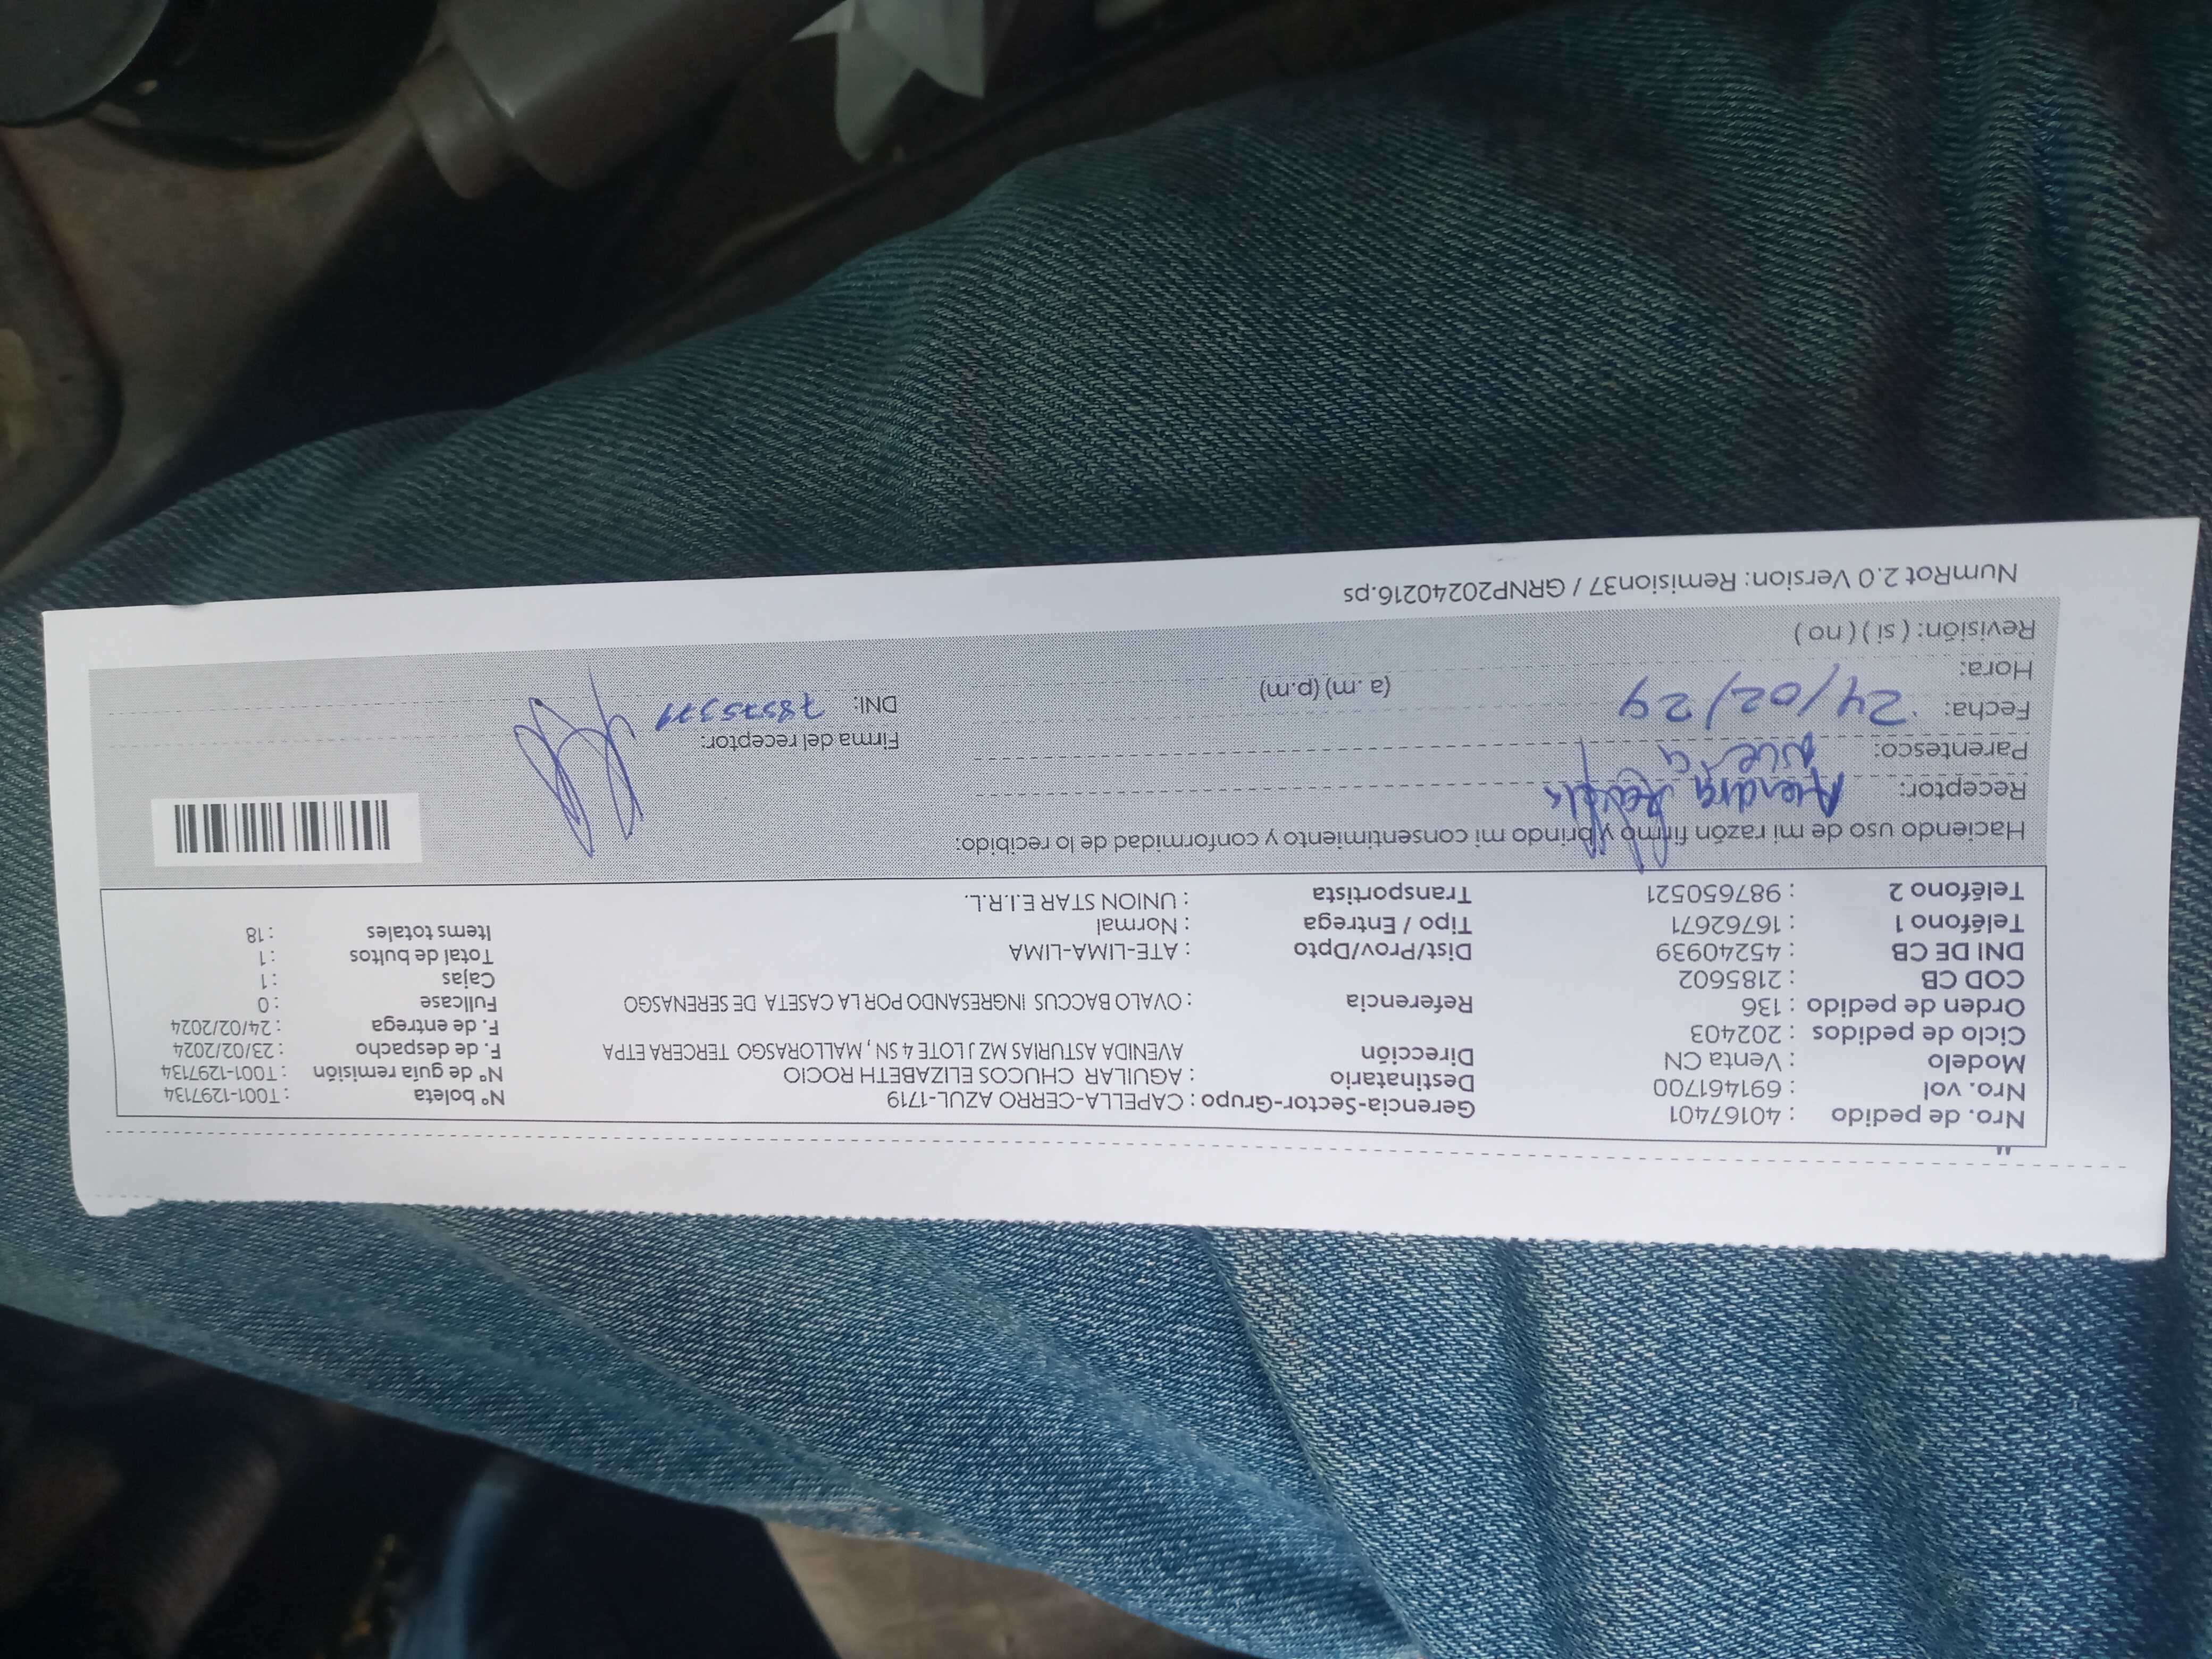 Nro. de pedido : 40167401
Nro. vol : 691461700
Modelo : Venta CN
Ciclo de pedidos : 202403
Orden de pedido : 136
COD CB : 2185602
DNI DE CB : 45240939
Teléfono 1 : 16762671
Teléfono 2 : 987650521
Gerencia-Sector-Grupo : CAPELLA-CERRO AZUL-1719
Destinatario : AGUILAR CHUCOS ELIZABETH ROCIO
Dirección AVENIDA ASTURIAS MZ J LOTE 4 SN , MALLORASGO TERCERA ETPA
Referencia : OVALO BACCUS INGRESANDO POR LA CASETA DE SERENASGO
Dist/Prov/Dpto : ATE-LIMA-LIMA
Tipo / Entrega : Normal
Transportista : UNION STAR E.I.R.L.
N° boleta : T001-1297134
N° de guía remisión : T001-1297134
F. de despacho : 23/02/2024
F. de entrega : 24/02/2024
Fullcase : 0
Cajas : 1
Total de bultos : 1
Items totales : 18
Haciendo uso de mi razón firmo y brindo mi consentimiento y conformidad de lo recibido:
Receptor:
Parentesco:
Fecha: 24/02/24
Hora: (a .m) (p.m)
Revisión: ( si ) ( no )
Firma del receptor:
DNI:
NumRot 2.0 Version: Remision37 / GRNP20240216.ps